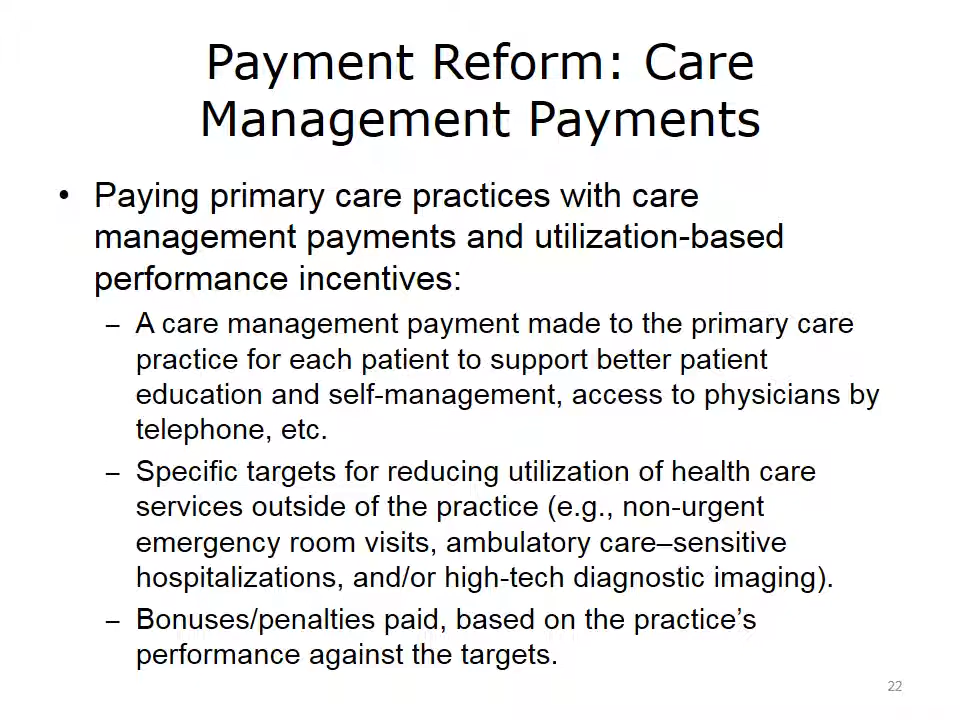 Payment Reform: Care
Management Payments
• Paying primary care practices with care
management payments and utilization-based
performance incentives:
– A care management payment made to the primary care
practice for each patient to support better patient
education and self-management, access to physicians by
telephone, etc.
– Specific targets for reducing utilization of health care
services outside of the practice (e.g., non-urgent
emergency room visits, ambulatory care–sensitive
hospitalizations, and/or high-tech diagnostic imaging).
– Bonuses/penalties paid, based on the practice’s
performance against the targets.
22